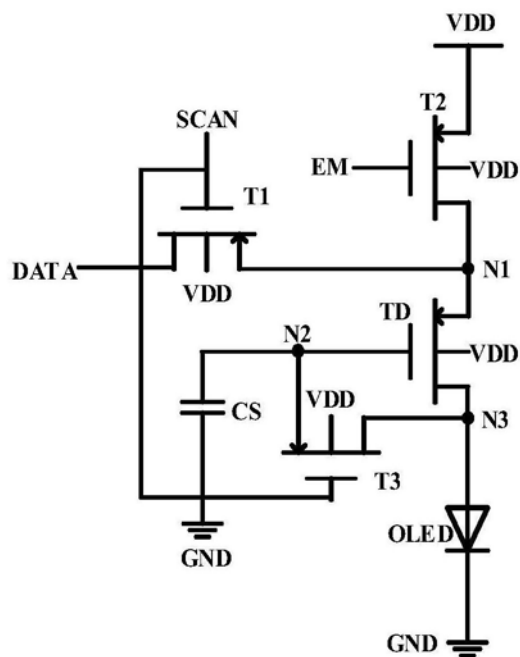 VDD
T2
SCAN
EM
VDD
T1
DATA
VDD
N1
TD
N2
VDD
VDD
CS
N3
T3
OLED
GND
GND